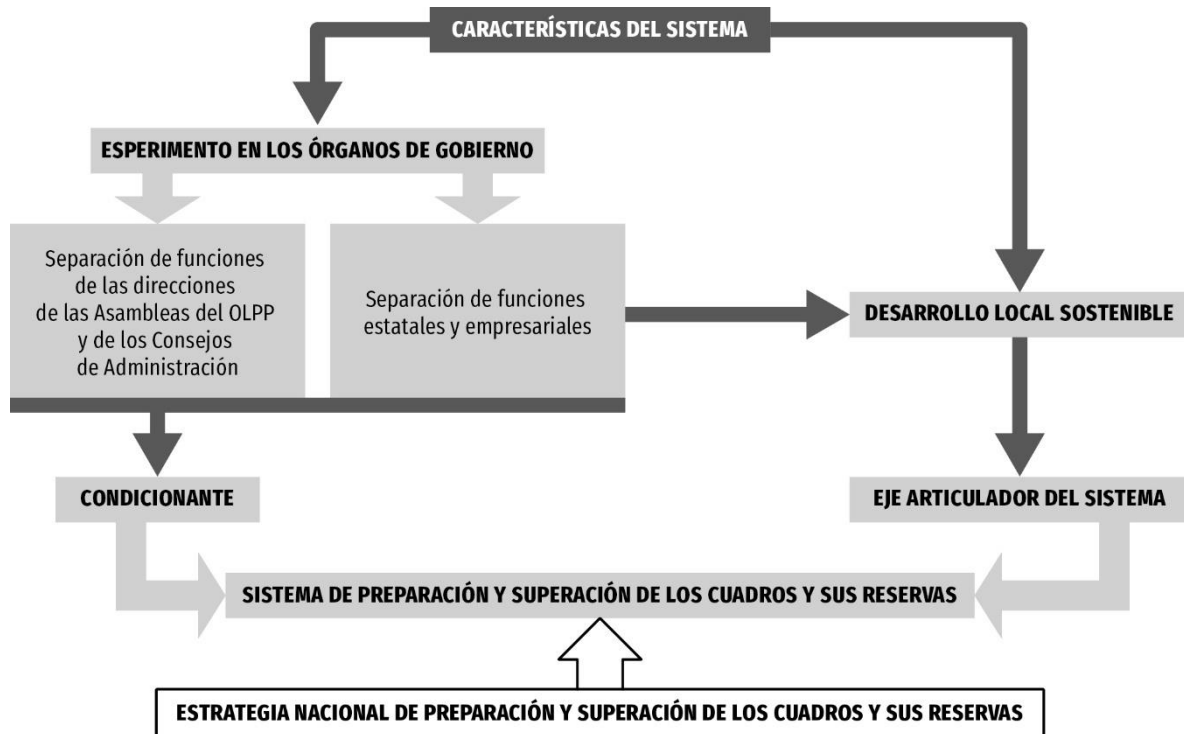 CARACTERÍSTICAS DEL SISTEMA
ESPERIMENTO EN LOS ÓRGANOS DE GOBIERNO
Separación de funciones
de las direcciones
de las Asambleas del OLPP
y de los Consejos
de Administración
Separación de funciones
estatales y empresariales
DESARROLLO LOCAL SOSTENIBLE
CONDICIONANTE
EJE ARTICULADOR DEL SISTEMA
SISTEMA DE PREPARACIÓN Y SUPERACIÓN DE LOS CUADROS Y SUS RESERVAS
ESTRATEGIA NACIONAL DE PREPARACIÓN Y SUPERACIÓN DE LOS CUADROS Y SUS RESERVAS